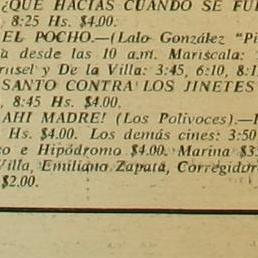 ¿QUE HACIAS CUANDO SE FU
8:25 Hs. $4.00.
EL POCHO.—(Lalo González "Pi
a desde las 10 a.m. Mariscala:
rusel y De la Villa: 3:45, 6:10, 8:1
SANTO CONTRA LOS JINETES
, 8:45 Hs. $4.00.
AHI MADRE! (Los Polivoces).—
Hs. $4.00. Los demás cines: 3:50
o e Hipódromo $4.00. Marina $3
Villa, Emiliano Zapata, Corregidor
$2.00.